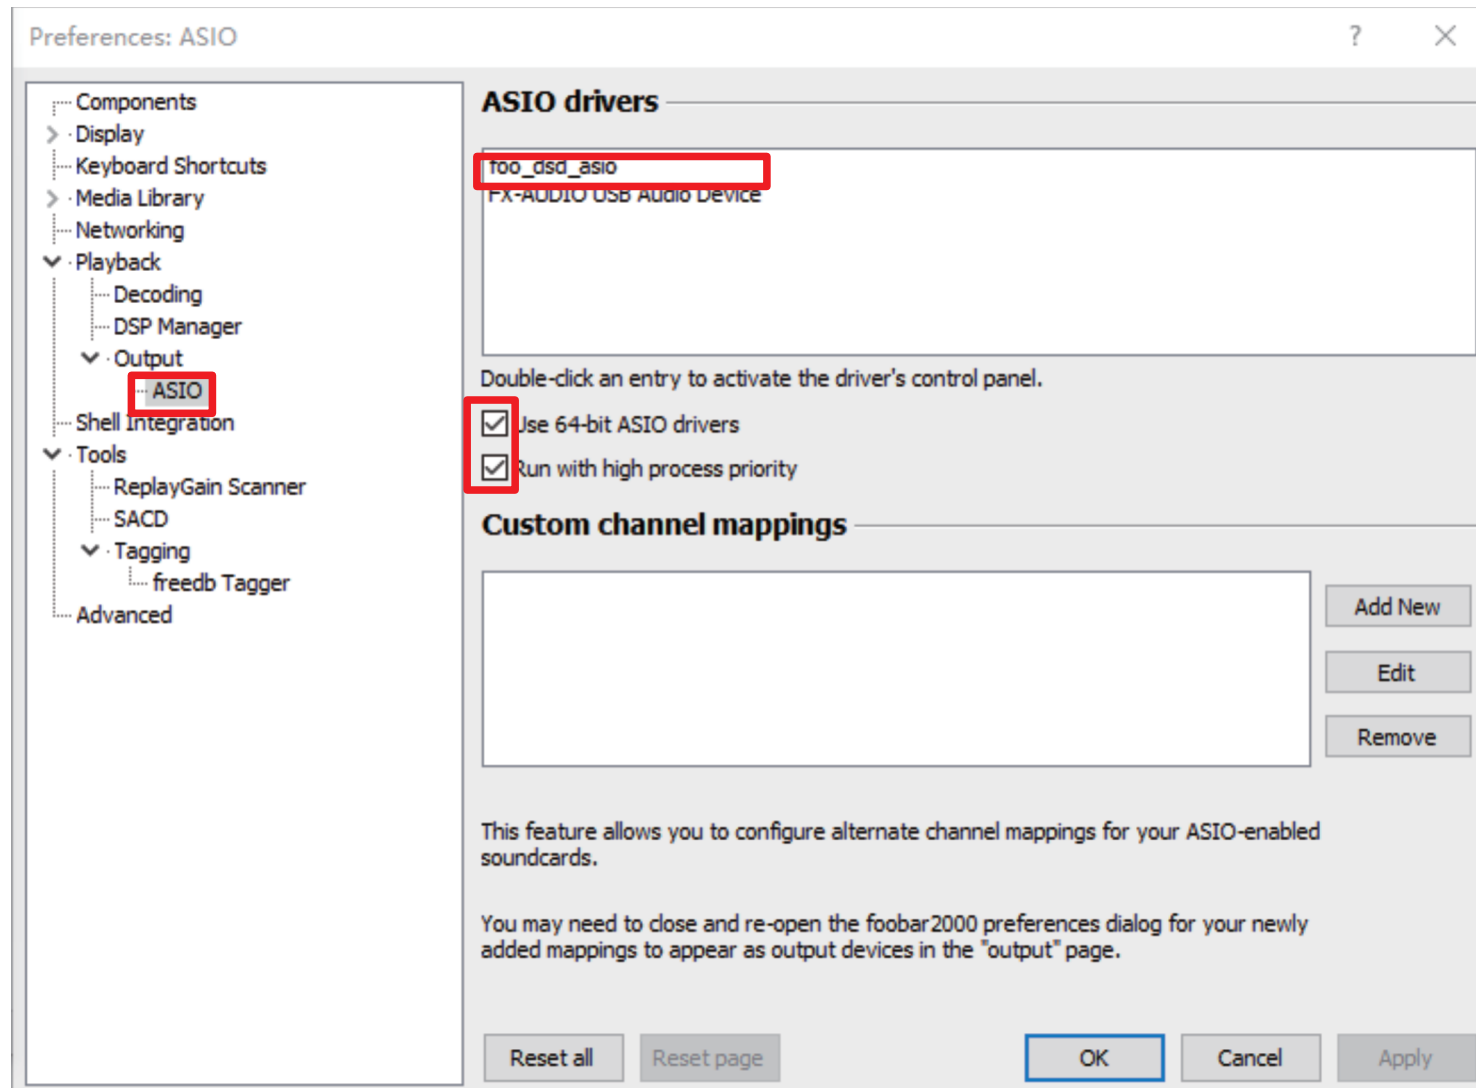 Preferences: ASIO
?
Components
Display
Keyboard Shortcuts
Media Library
Networking
Playback
Decoding
DSP Manager
Output
ASIO
Shell Integration
Tools
ReplayGain Scanner
SACD
Tagging
freedb Tagger
Advanced
ASIO drivers
foo_dsd_asio
FX-AUDIO USB Audio Device
Double-click an entry to activate the driver's control panel.
Use 64-bit ASIO drivers
Run with high process priority
Custom channel mappings
Add New
Edit
Remove
This feature allows you to configure alternate channel mappings for your ASIO-enabled
soundcards.
You may need to close and re-open the foobar2000 preferences dialog for your newly
added mappings to appear as output devices in the "output" page.
Reset all
Reset page
OK
Cancel
Apply